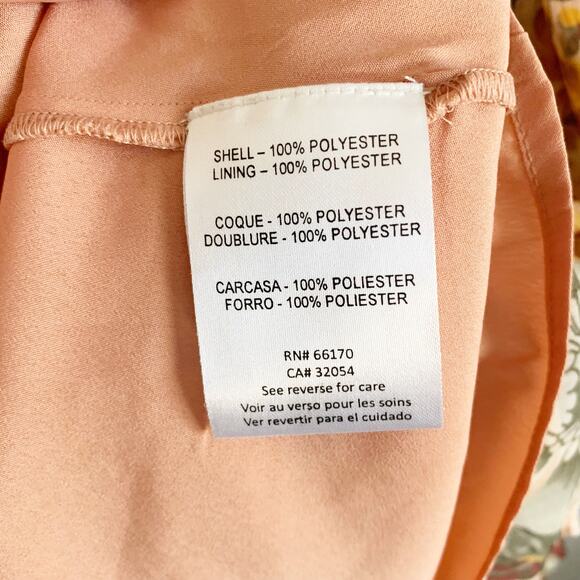 SHELL – 100% POLYESTER
LINING – 100% POLYESTER
COQUE - 100% POLYESTER
DOUBLURE - 100% POLYESTER
CARCASA - 100% POLIESTER
FORRO - 100% POLIESTER
RN# 66170
CA# 32054
See reverse for care
Voir au verso pour les soins
Ver revertir para el cuidado